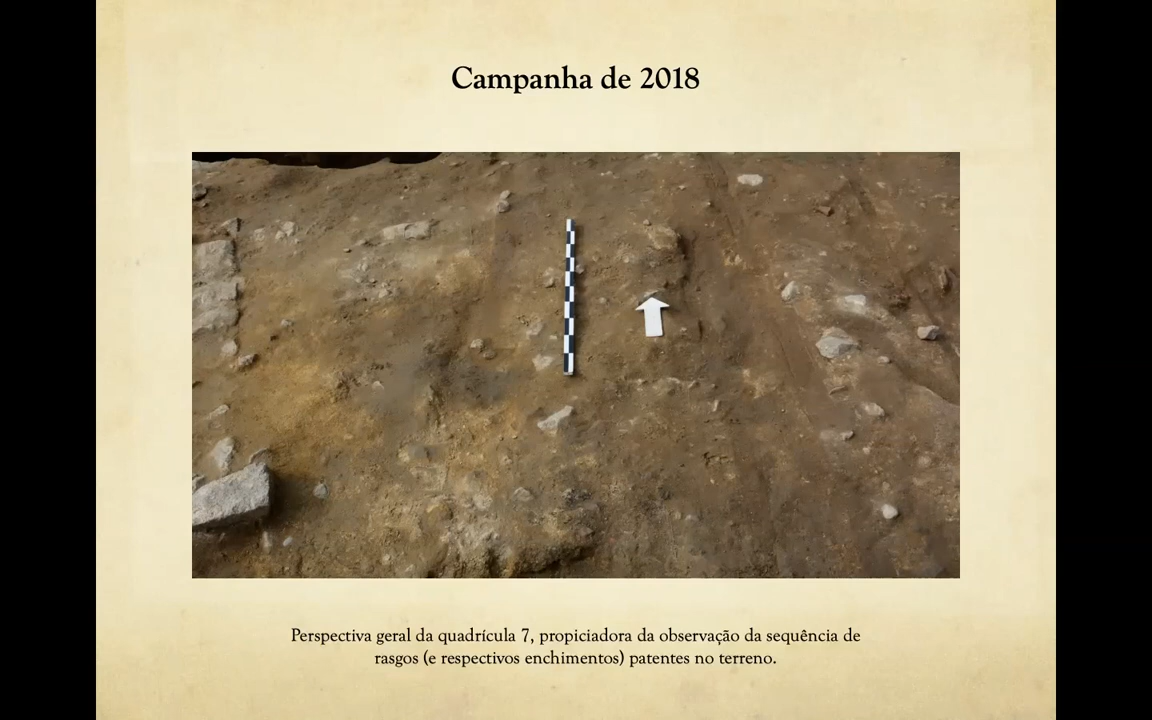 Campanha de 2018
Perspectiva geral da quadrícula 7, propiciadora da observação da sequência de
rasgos (e respectivos enchimentos) patentes no terreno.